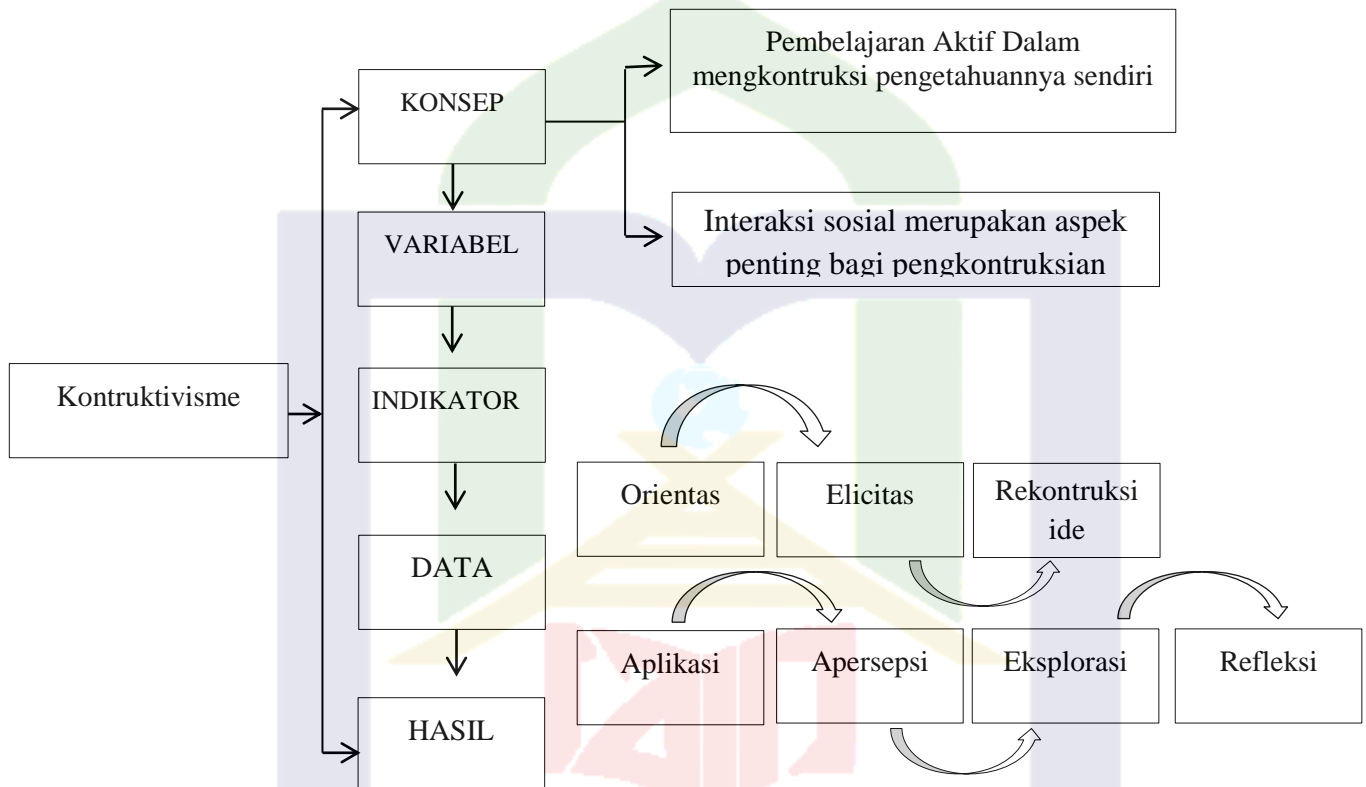 Pembelajaran Aktif Dalam
mengkontruksi pengetahuannya sendiri
KONSEP
Interaksi sosial merupakan aspek
penting bagi pengkontruksian
VARIABEL
Kontruktivisme
INDIKATOR
Orientas
Elicitas
Rekontruksi
ide
DATA
Aplikasi
Apersepsi
Eksplorasi
Refleksi
HASIL